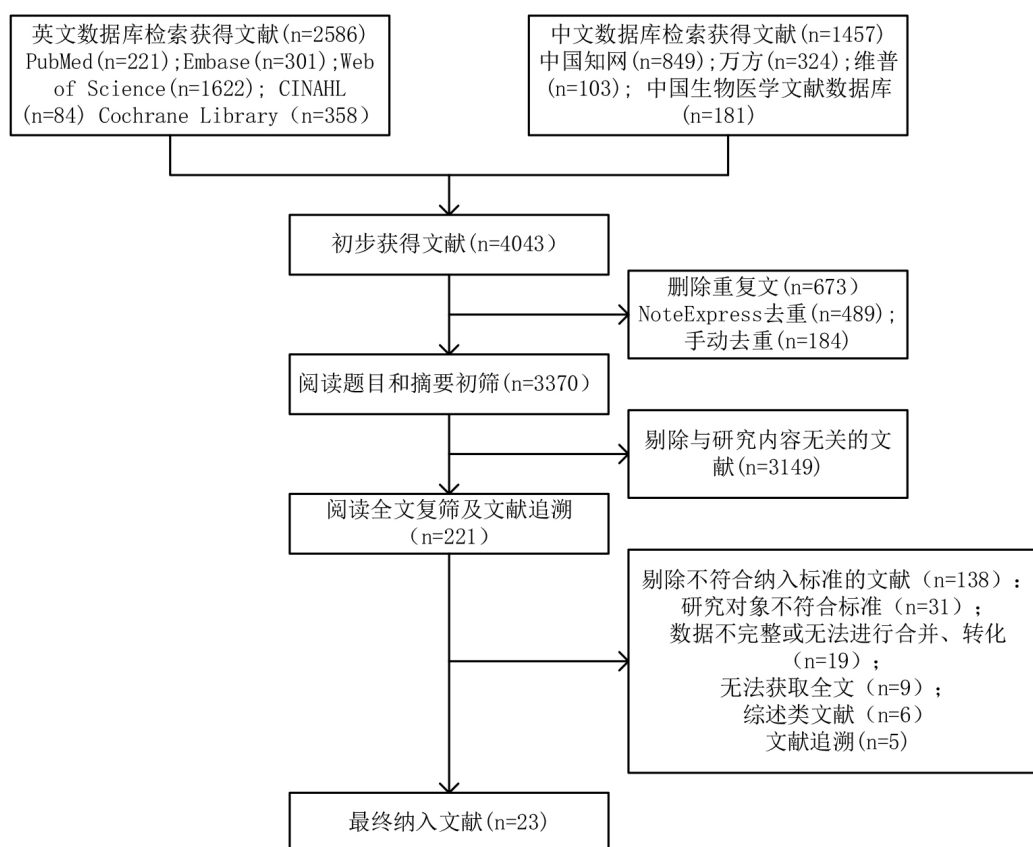 英文数据库检索获得文献(n=2586)
PubMed(n=221);Embase(n=301);Web
of Science(n=1622); CINAHL
(n=84) Cochrane Library（n=358）
中文数据库检索获得文献(n=1457)
中国知网(n=849);万方(n=324);维普
(n=103); 中国生物医学文献数据库
(n=181)
初步获得文献(n=4043）
删除重复文(n=673）
NoteExpress去重(n=489);
手动去重(n=184)
阅读题目和摘要初筛(n=3370）
剔除与研究内容无关的文
献(n=3149)
阅读全文复筛及文献追溯
（n=221)
剔除不符合纳入标准的文献（n=138）：
研究对象不符合标准（n=31）；
数据不完整或无法进行合并、转化
（n=19）；
无法获取全文（n=9）；
综述类文献（n=6）
文献追溯(n=5)
最终纳入文献(n=23)